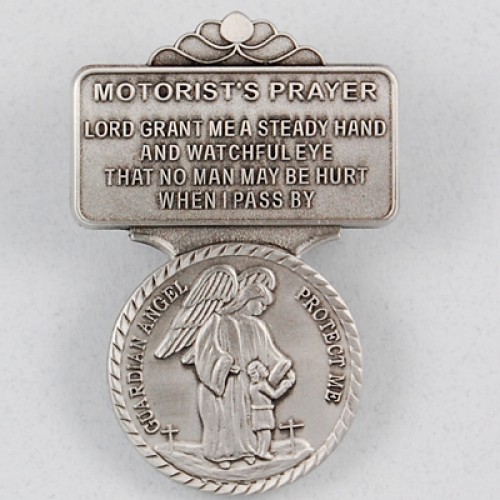 MOTORIST'S PRAYER
LORD GRANT ME A STEADY HAND
AND WATCHFUL EYE
THAT NO MAN MAY BE HURT
WHEN I PASS BY
GUARDIAN ANGEL
PROTECT ME